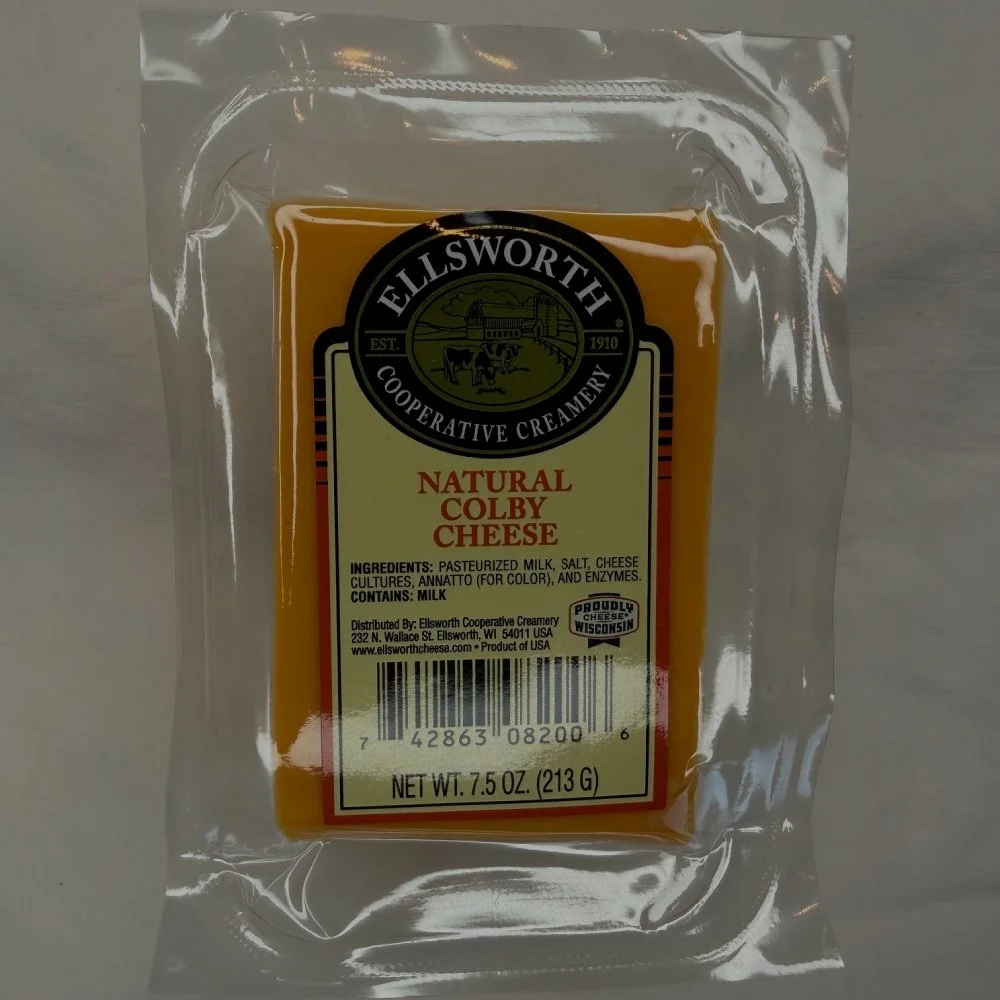 ELLSWORTH
®
EST. 1910
COOPERATIVE CREAMERY
NATURAL
COLBY
CHEESE
INGREDIENTS: PASTEURIZED MILK, SALT, CHEESE
CULTURES, ANNATTO (FOR COLOR), AND ENZYMES.
CONTAINS: MILK
PROUDLY
CHEESE®
WISCONSIN
Distributed By: Ellsworth Cooperative Creamery
232 N. Wallace St. Ellsworth, WI 54011 USA
www.ellsworthcheese.com • Product of USA
7 42863 08200 6
NET WT. 7.5 OZ. (213 G)